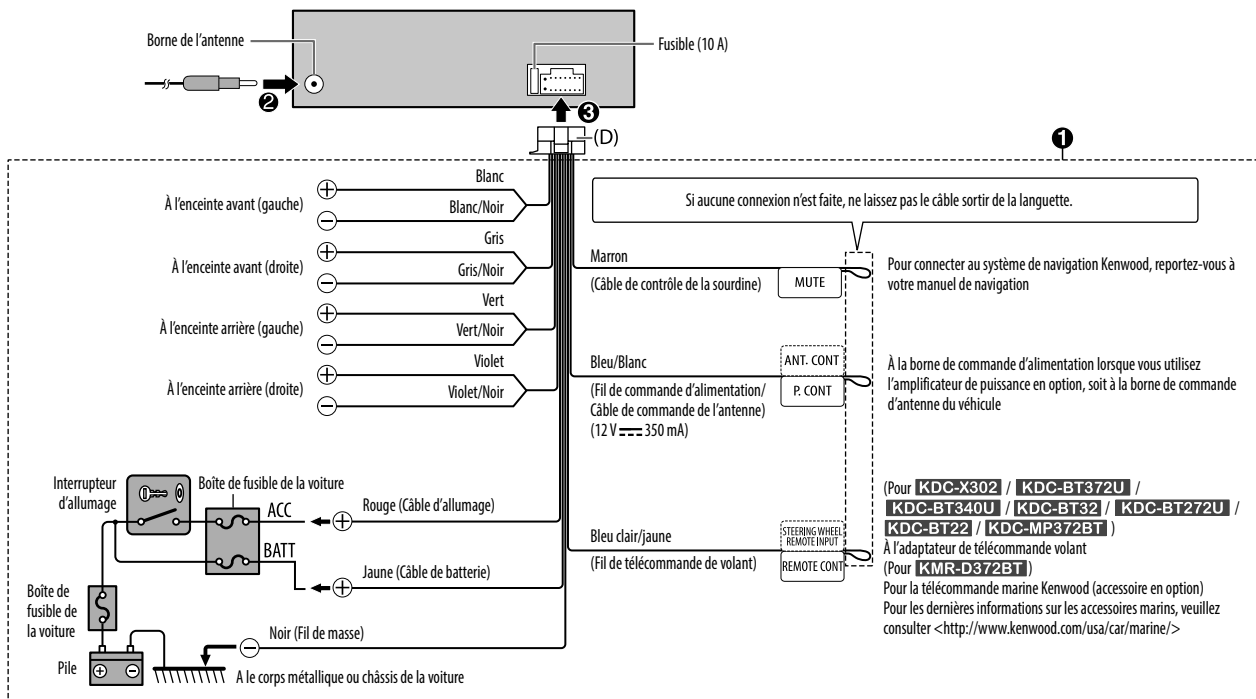 Borne de l'antenne
Fusible (10 A)
❷
❸
(D)
❶
Blanc
À l'enceinte avant (gauche)
Blanc/Noir
Gris
À l'enceinte avant (droite)
Gris/Noir
Vert
À l'enceinte arrière (gauche)
Vert/Noir
Violet
À l'enceinte arrière (droite)
Violet/Noir
Si aucune connexion n'est faite, ne laissez pas le câble sortir de la languette.
Marron
(Câble de contrôle de la sourdine)
MUTE
Pour connecter au système de navigation Kenwood, reportez-vous à
votre manuel de navigation
Bleu/Blanc
(Fil de commande d'alimentation/
Câble de commande de l'antenne)
(12 V ⎓ 350 mA)
ANT. CONT
P. CONT
À la borne de commande d'alimentation lorsque vous utilisez
l'amplificateur de puissance en option, soit à la borne de commande
d'antenne du véhicule
Interrupteur
d'allumage
Boîte de fusible de la voiture
ACC
BATT
Rouge (Câble d'allumage)
Jaune (Câble de batterie)
Boîte de
fusible de
la voiture
Pile
Noir (Fil de masse)
A le corps métallique ou châssis de la voiture
Bleu clair/jaune
(Fil de télécommande de volant)
STEERING WHEEL
REMOTE INPUT
REMOTE CONT
(Pour KDC-X302 / KDC-BT372U /
KDC-BT340U / KDC-BT32 / KDC-BT272U /
KDC-BT22 / KDC-MP372BT )
À l'adaptateur de télécommande volant
(Pour KMR-D372BT )
Pour la télécommande marine Kenwood (accessoire en option)
Pour les dernières informations sur les accessoires marins, veuillez
consulter <http://www.kenwood.com/usa/car/marine/>